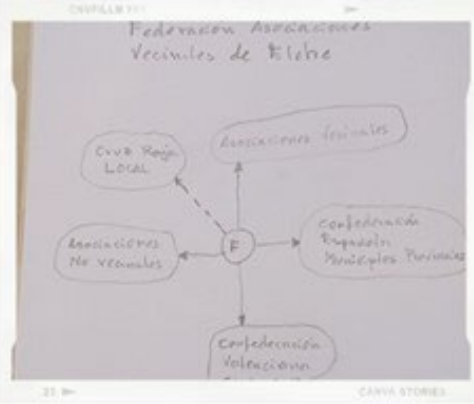 Federación Asociaciones
Vecinales de Elche
Cruz Roja
LOCAL
Asociaciones Vecinales
Asociaciones
No vecinales
F
Confederación
Española
Municipios
Confederación
Valenciana
CANVA STORIES